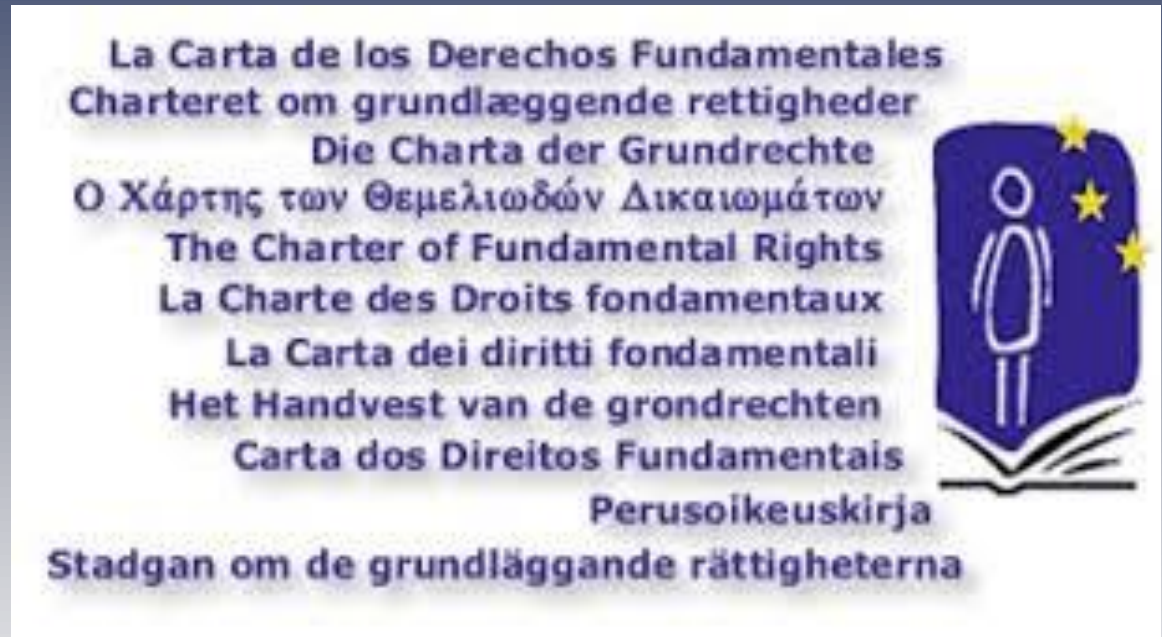 La Carta de los Derechos Fundamentales
Charteret om grundlæggende rettigheder
Die Charta der Grundrechte
Ο Χάρτης των Θεμελιωδών Δικαιωμάτων
The Charter of Fundamental Rights
La Charte des Droits fondamentaux
La Carta dei diritti fondamentali
Het Handvest van de grondrechten
Carta dos Direitos Fundamentais
Perusoikeuskirja
Stadgan om de grundläggande rättigheterna